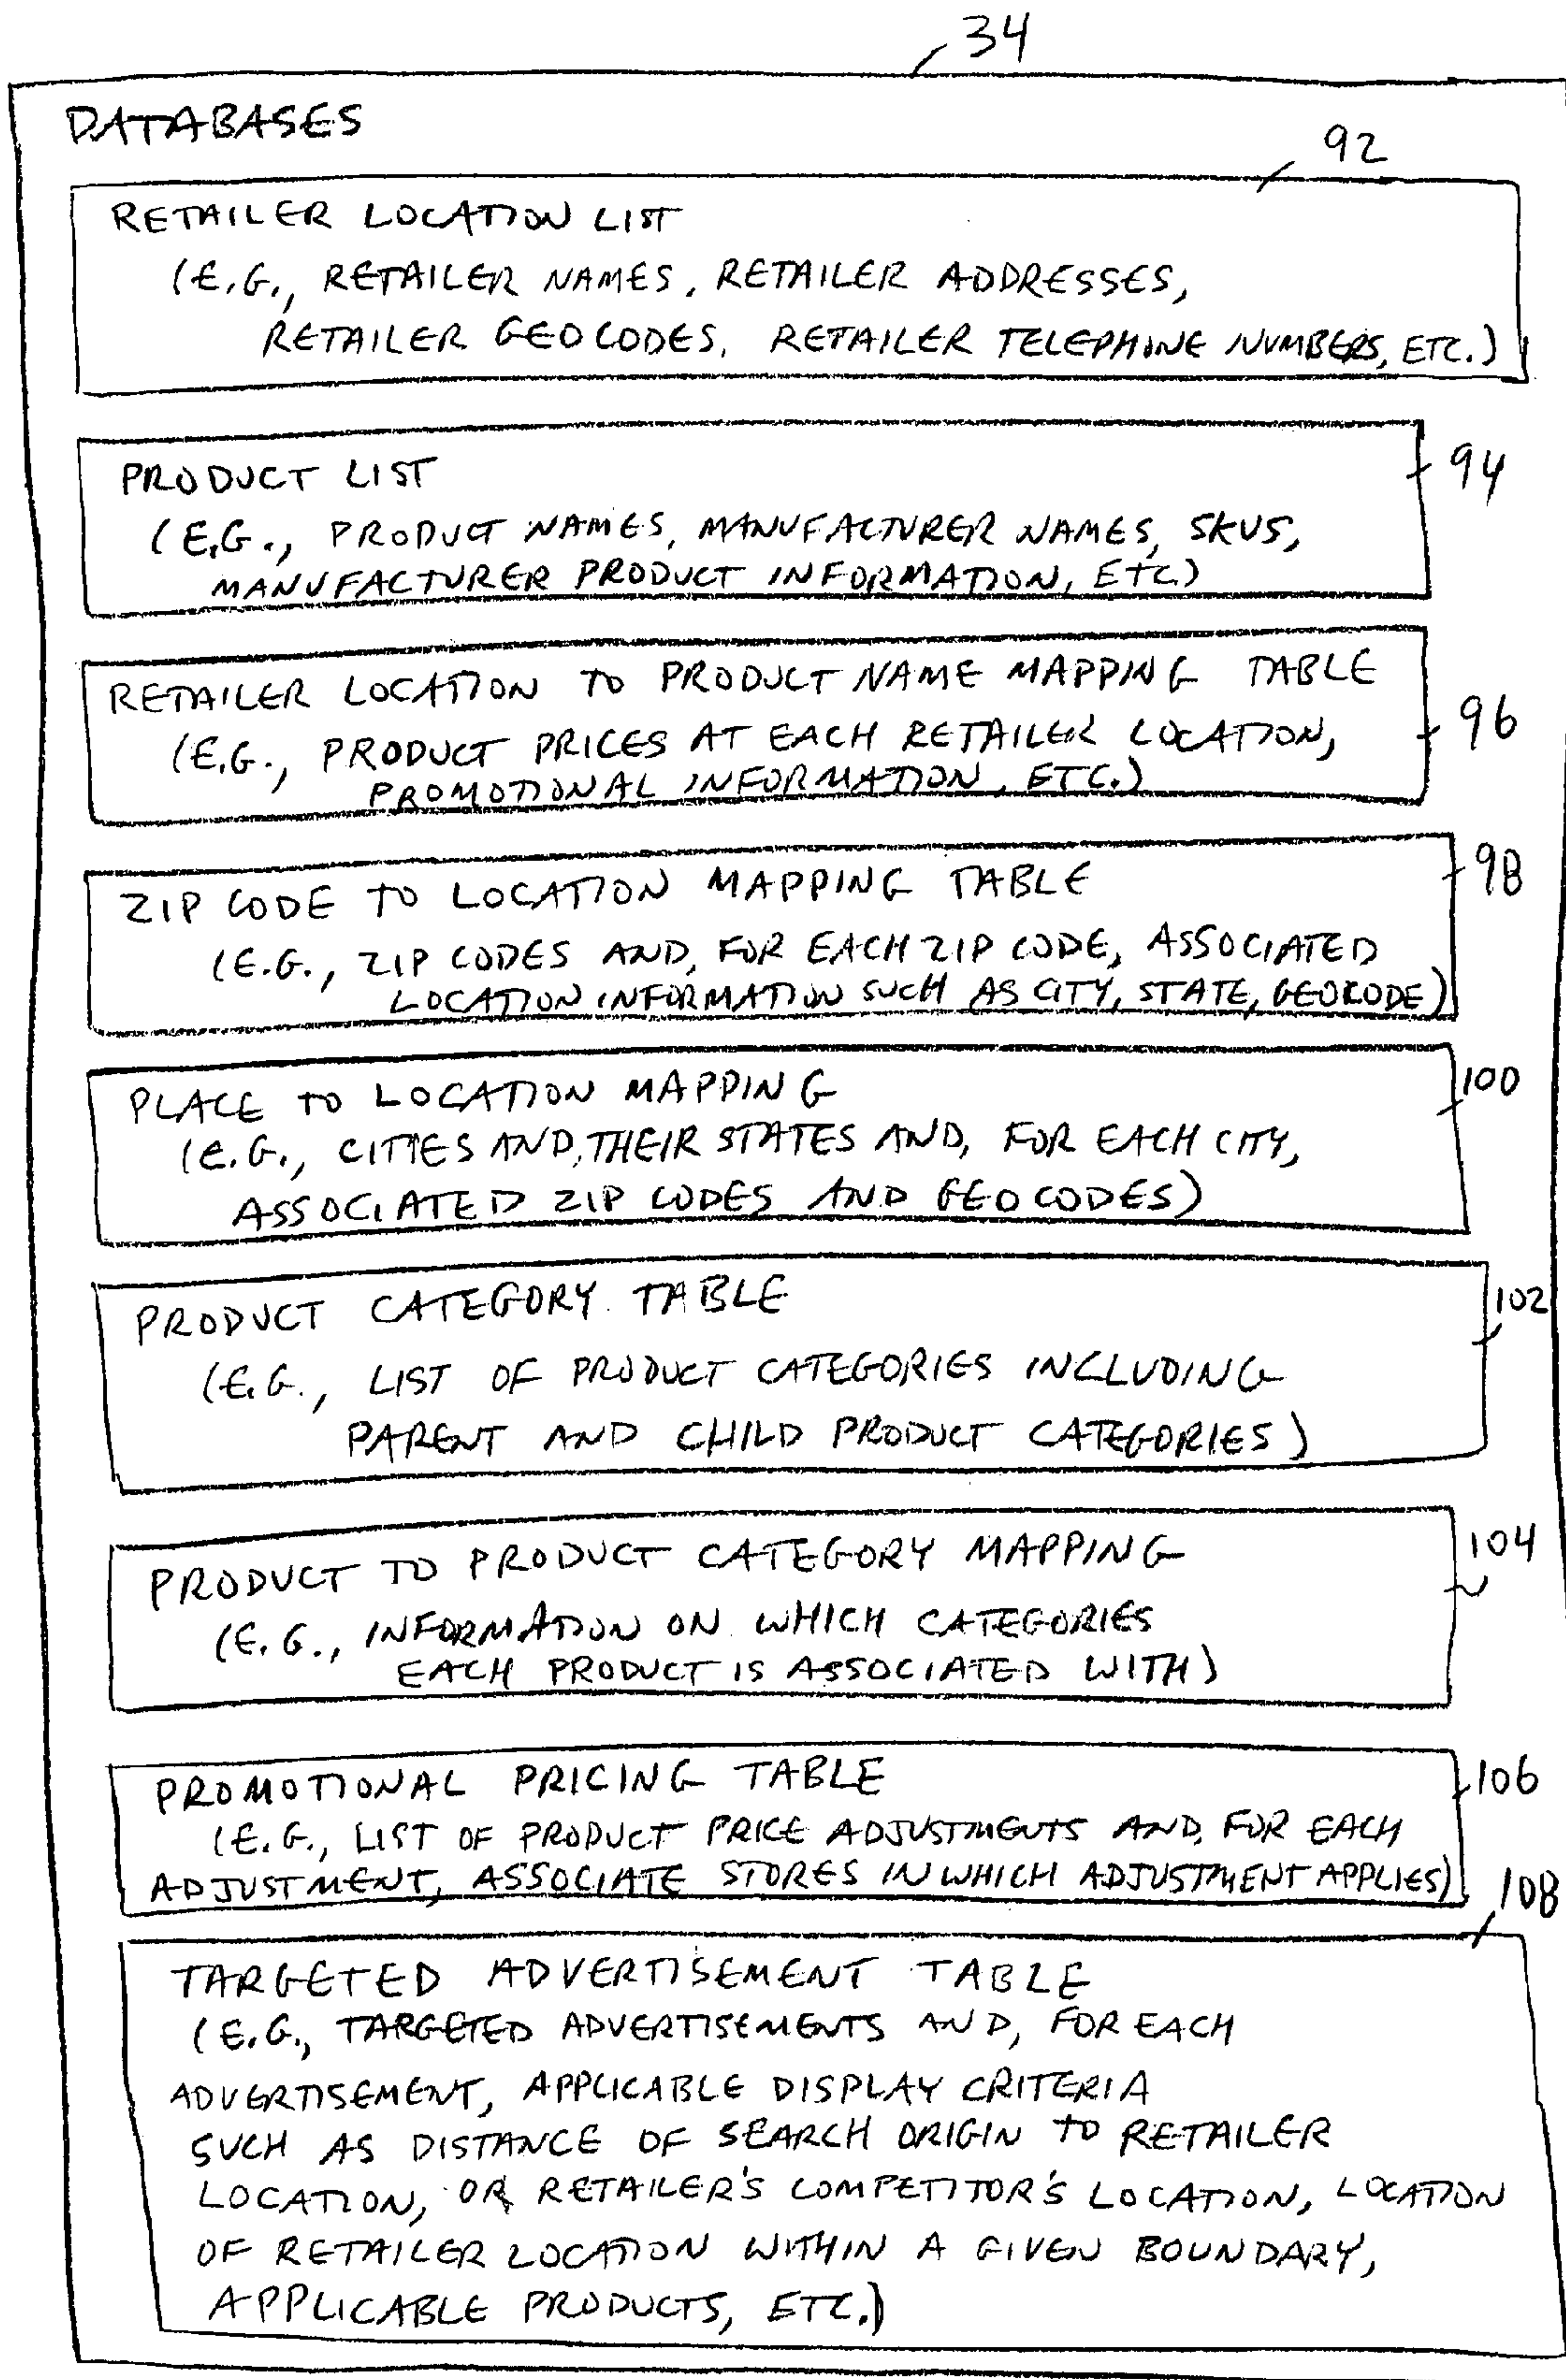 34
DATABASES
92
RETAILER LOCATION LIST
(E.G., RETAILER NAMES, RETAILER ADDRESSES,
RETAILER GEOCODES, RETAILER TELEPHONE NUMBERS, ETC.)
PRODUCT LIST
94
(E.G., PRODUCT NAMES, MANUFACTURER NAMES, SKUS,
MANUFACTURER PRODUCT INFORMATION, ETC.)
RETAILER LOCATION TO PRODUCT NAME MAPPING TABLE
96
(E.G., PRODUCT PRICES AT EACH RETAILER LOCATION,
PROMOTIONAL INFORMATION, ETC.)
ZIP CODE TO LOCATION MAPPING TABLE
98
(E.G., ZIP CODES AND, FOR EACH ZIP CODE, ASSOCIATED
LOCATION INFORMATION SUCH AS CITY, STATE, GEOCODE)
PLACE TO LOCATION MAPPING
100
(E.G., CITIES AND, THEIR STATES AND, FOR EACH CITY,
ASSOCIATED ZIP CODES AND GEOCODES)
PRODUCT CATEGORY TABLE
102
(E.G., LIST OF PRODUCT CATEGORIES INCLUDING
PARENT AND CHILD PRODUCT CATEGORIES)
PRODUCT TO PRODUCT CATEGORY MAPPING
104
(E.G., INFORMATION ON WHICH CATEGORIES
EACH PRODUCT IS ASSOCIATED WITH)
PROMOTIONAL PRICING TABLE
106
(E.G., LIST OF PRODUCT PRICE ADJUSTMENTS AND, FOR EACH
ADJUSTMENT, ASSOCIATE STORES IN WHICH ADJUSTMENT APPLIES)
108
TARGETED ADVERTISEMENT TABLE
(E.G., TARGETED ADVERTISEMENTS AND, FOR EACH
ADVERTISEMENT, APPLICABLE DISPLAY CRITERIA
SUCH AS DISTANCE OF SEARCH ORIGIN TO RETAILER
LOCATION, OR RETAILER'S COMPETITOR'S LOCATION, LOCATION
OF RETAILER LOCATION WITHIN A GIVEN BOUNDARY,
APPLICABLE PRODUCTS, ETC.)